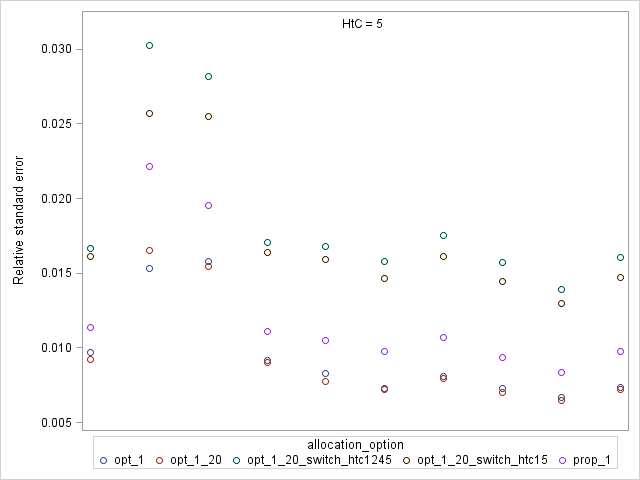 HtC = 5
0.030
0.025
0.020
0.015
0.010
0.005
Relative standard error
allocation_option
opt_1 opt_1_20 opt_1_20_switch_htc1245 opt_1_20_switch_htc15 prop_1